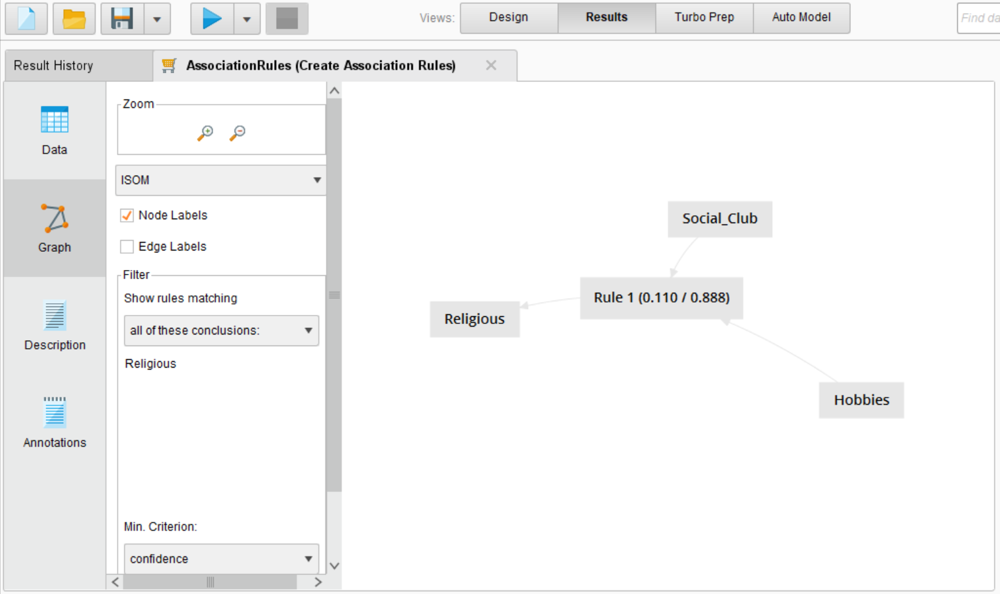 Views:
Design
Results
Turbo Prep
Auto Model
Find da
Result History
AssociationRules (Create Association Rules)
Data
Graph
Description
Annotations
Zoom
ISOM
Node Labels
Edge Labels
Filter
Show rules matching
all of these conclusions:
Religious
Min. Criterion:
confidence
Social_Club
Rule 1 (0.110 / 0.888)
Religious
Hobbies